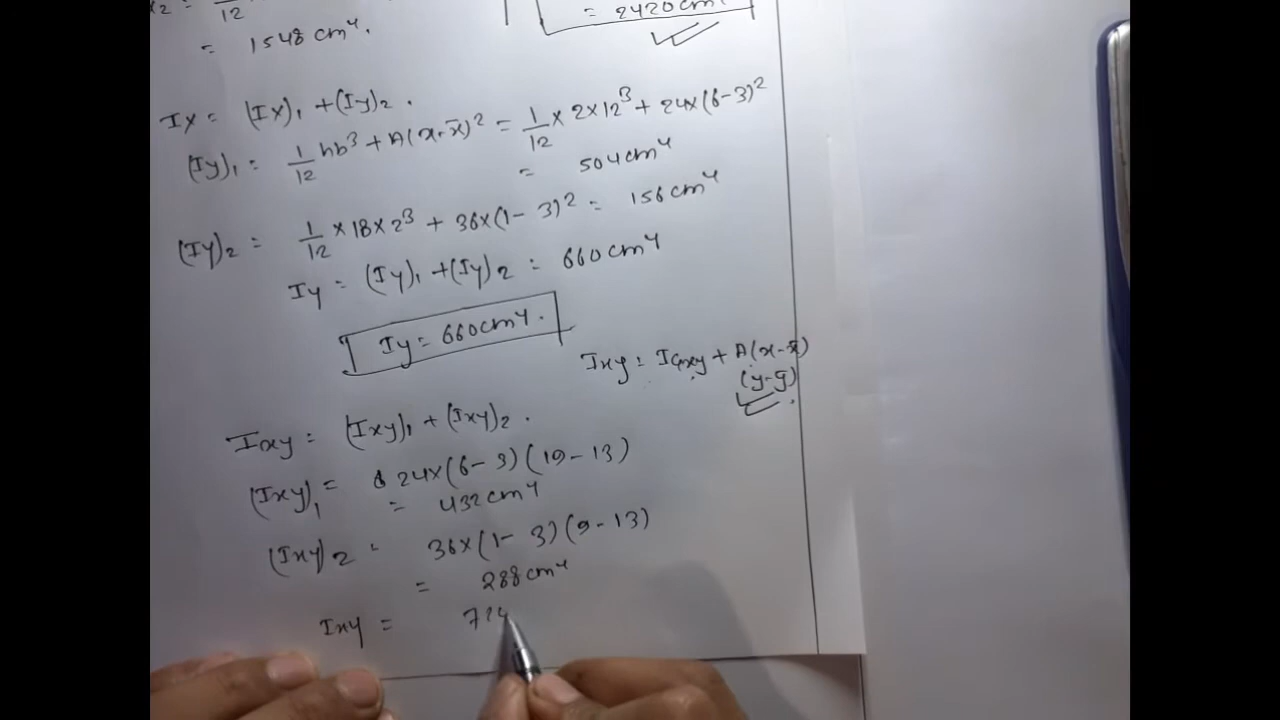 12
= 1548 cm⁴.
= 2420 cm⁴
Ix = (Ix)₁ + (Iy)₂ .
(Iy)₁ = 1/12 hb³ + A(x-x̄)² = 1/12 × 2×12³ + 24×(6-3)²
= 504 cm⁴
(Iy)₂ = 1/12 × 18×2³ + 36×(1-3)² = 156 cm⁴
Iy = (Iy)₁ + (Iy)₂ = 660 cm⁴
Iy = 660 cm⁴.
Ixy = IGxy + A(x-x̄)
(y-ȳ)
Ixy = (Ixy)₁ + (Ixy)₂ .
(Ixy)₁ = 24×(6-3)(19-13)
= 432 cm⁴
(Ixy)₂ = 36×(1-3)(9-13)
= 288 cm⁴
Ixy = 72